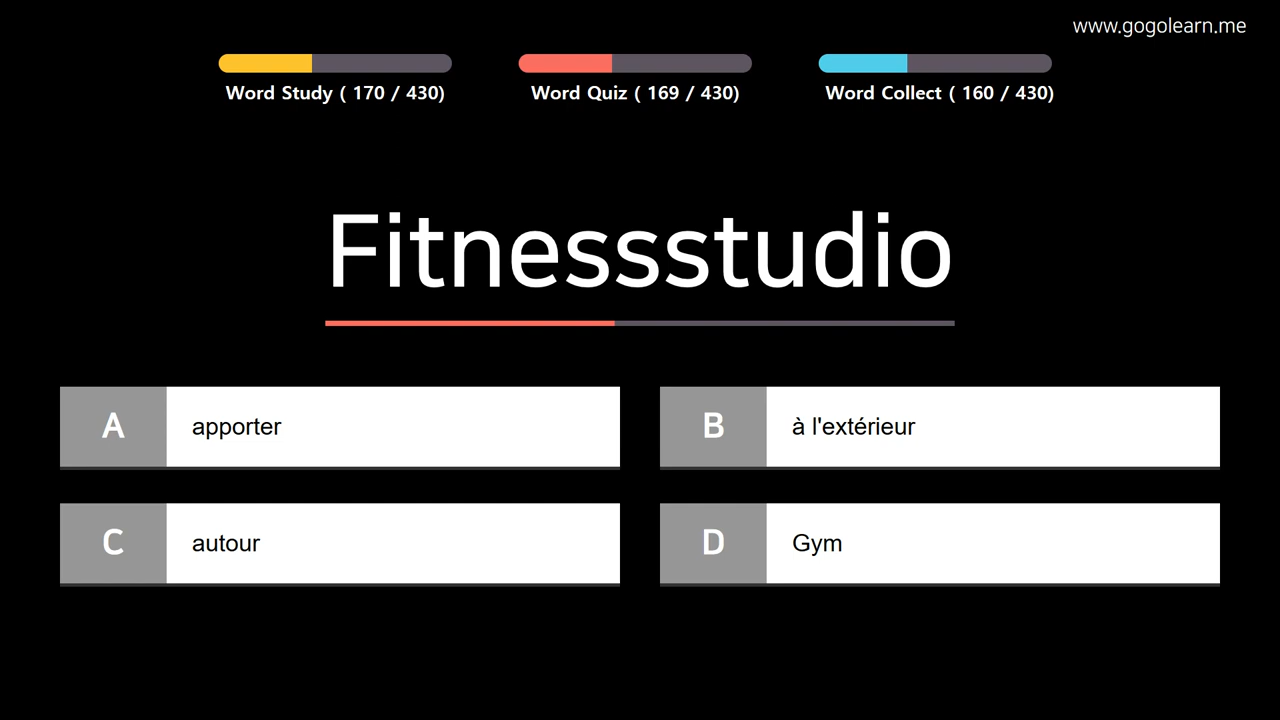 www.gogolearn.me
Word Study ( 170 / 430)
Word Quiz ( 169 / 430)
Word Collect ( 160 / 430)
Fitnessstudio
A apporter
B à l'extérieur
C autour
D Gym